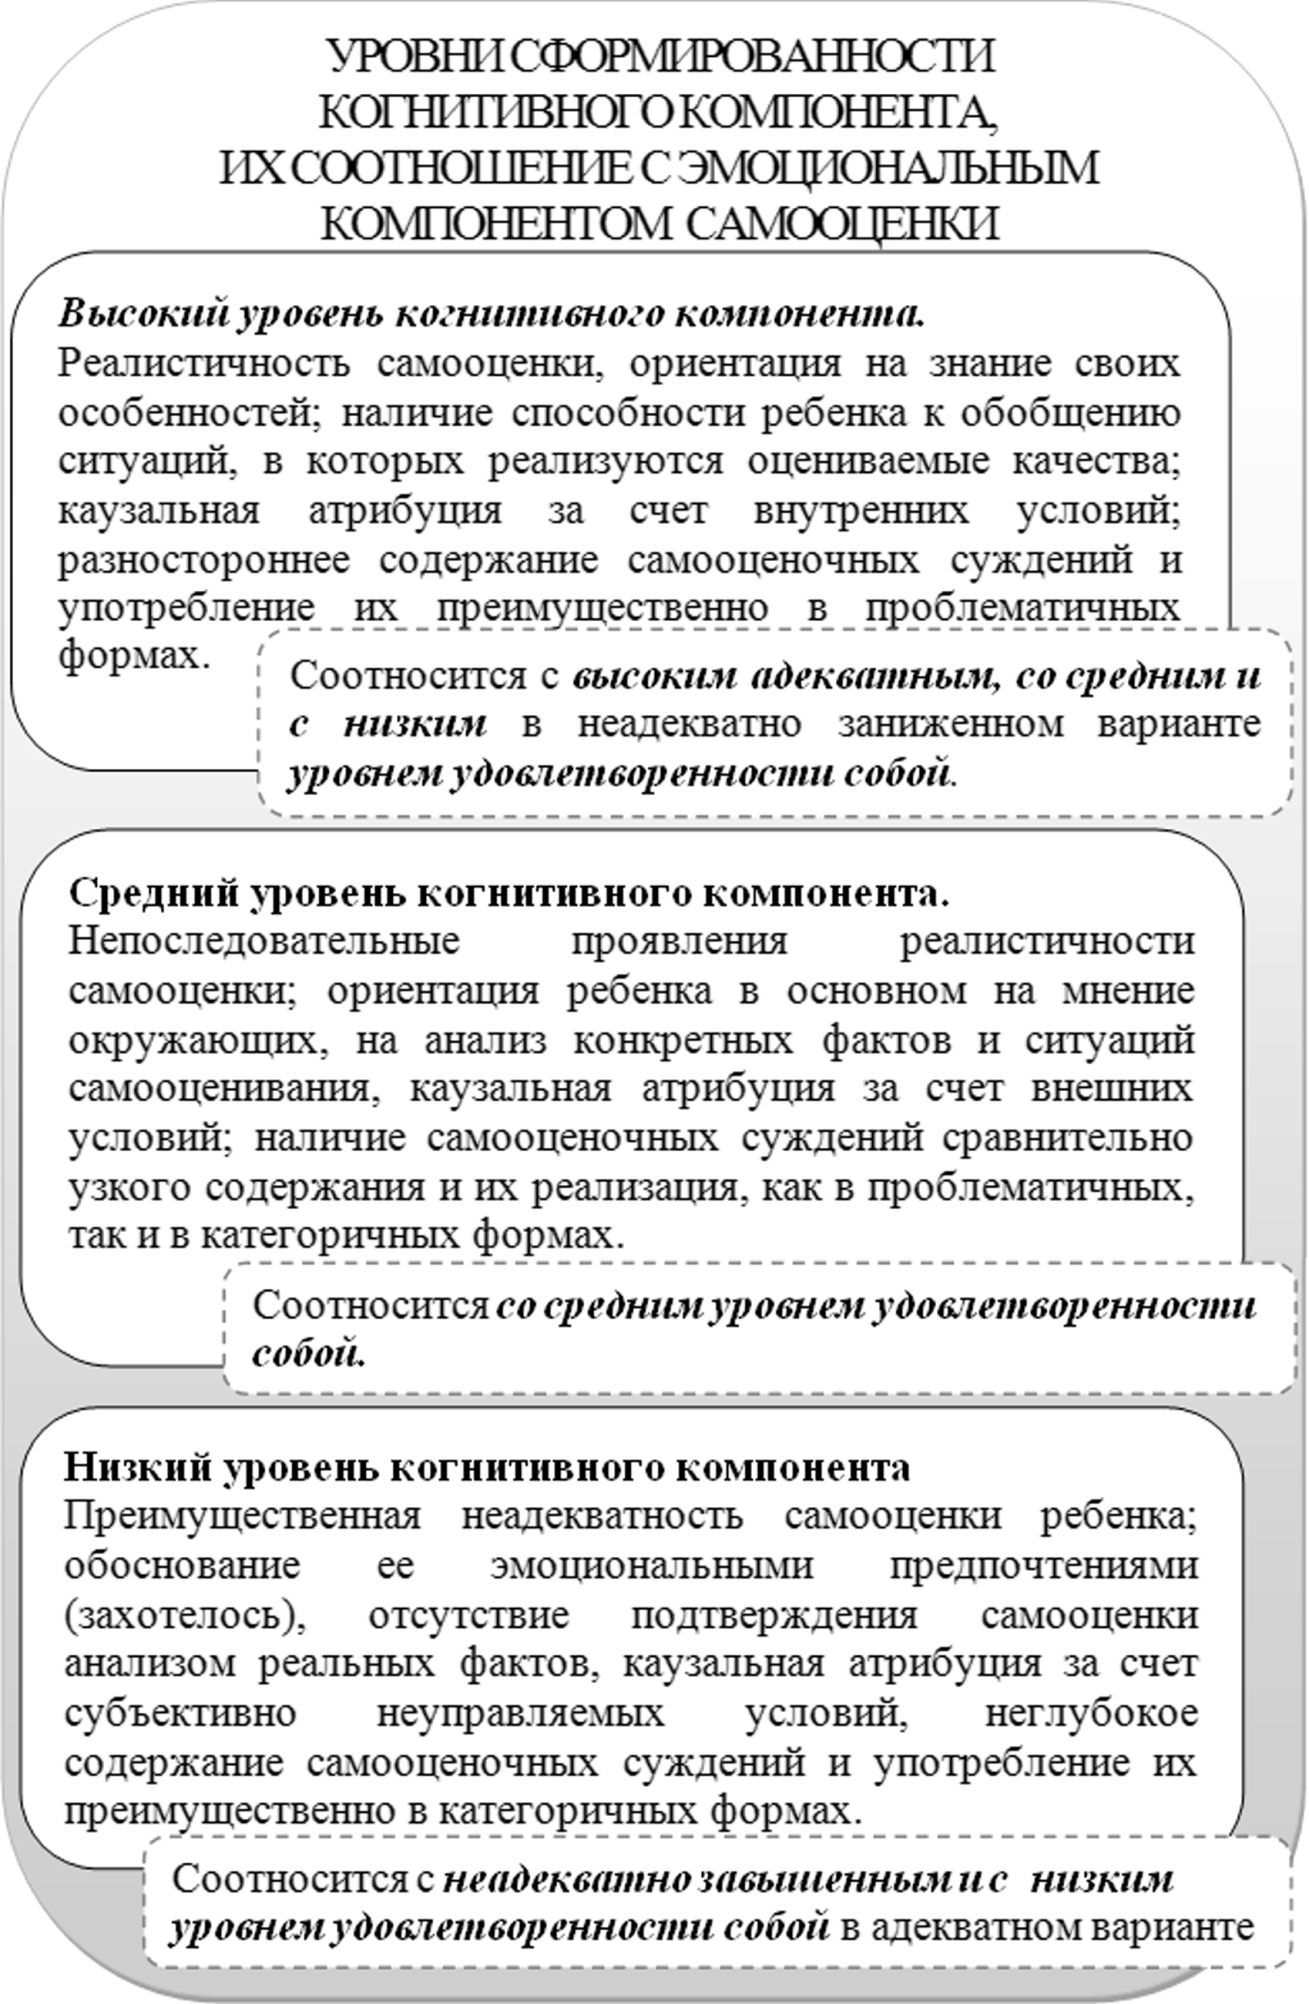 УРОВНИ СФОРМИРОВАННОСТИ
КОГНИТИВНОГО КОМПОНЕНТА,
ИХ СООТНОШЕНИЕ С ЭМОЦИОНАЛЬНЫМ
КОМПОНЕНТОМ САМООЦЕНКИ
Высокий уровень когнитивного компонента.
Реалистичность самооценки, ориентация на знание своих
особенностей; наличие способности ребенка к обобщению
ситуаций, в которых реализуются оцениваемые качества;
каузальная атрибуция за счет внутренних условий;
разностороннее содержание самооценочных суждений и
употребление их преимущественно в проблематичных
формах.
Соотносится с высоким адекватным, со средним и
с низким в неадекватно заниженном варианте
уровнем удовлетворенности собой.
Средний уровень когнитивного компонента.
Непоследовательные проявления реалистичности
самооценки; ориентация ребенка в основном на мнение
окружающих, на анализ конкретных фактов и ситуаций
самооценивания, каузальная атрибуция за счет внешних
условий; наличие самооценочных суждений сравнительно
узкого содержания и их реализация, как в проблематичных,
так и в категоричных формах.
Соотносится со средним уровнем удовлетворенности
собой.
Низкий уровень когнитивного компонента
Преимущественная неадекватность самооценки ребенка;
обоснование ее эмоциональными предпочтениями
(захотелось), отсутствие подтверждения самооценки
анализом реальных фактов, каузальная атрибуция за счет
субъективно неуправляемых условий, неглубокое
содержание самооценочных суждений и употребление их
преимущественно в категоричных формах.
Соотносится с неадекватно завышенным и с низким
уровнем удовлетворенности собой в адекватном варианте